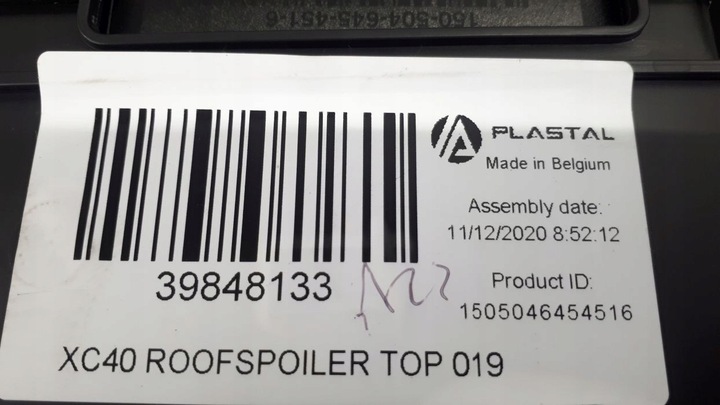 150-504-645-451-6
PLASTAL
Made in Belgium
Assembly date:
11/12/2020 8:52:12
39848133
Product ID:
1505046454516
XC40 ROOFSPOILER TOP 019